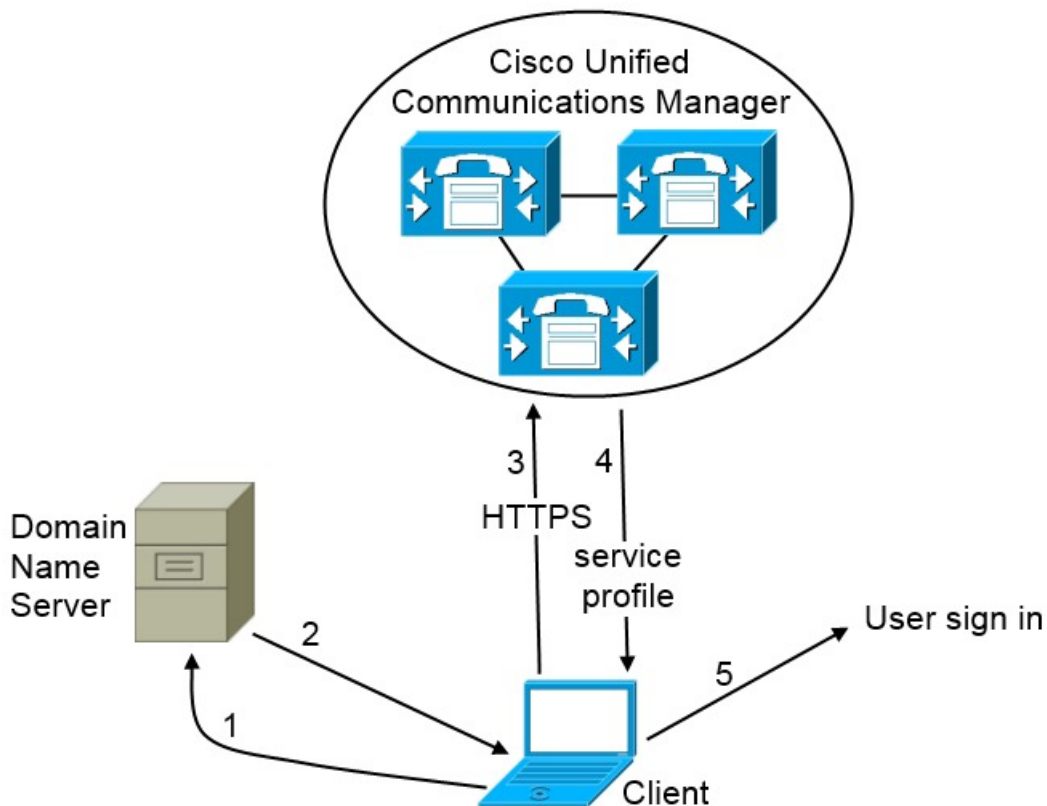 Cisco Unified
Communications Manager
3
4
HTTPS
service
profile
Domain
Name
Server
2
User sign in
5
1
Client